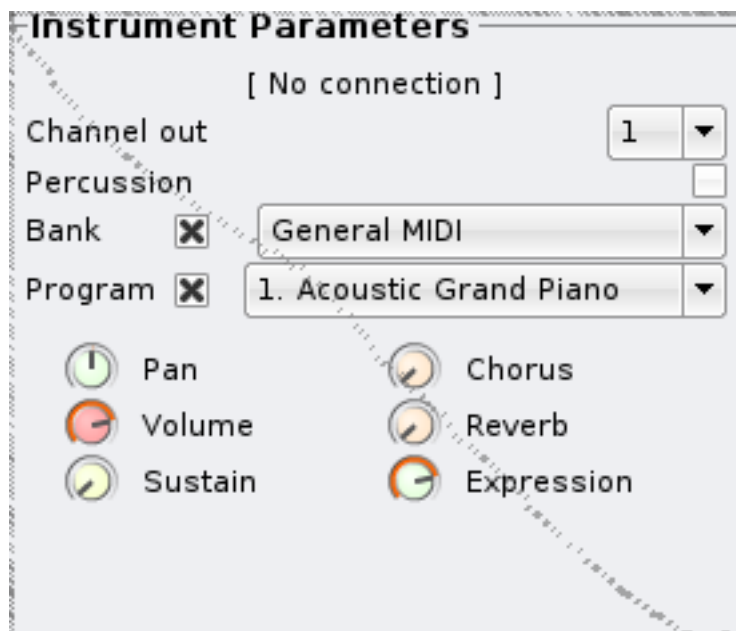 Instrument Parameters
[ No connection ]
Channel out 1
Percussion
Bank General MIDI
Program 1. Acoustic Grand Piano
Pan Chorus
Volume Reverb
Sustain Expression